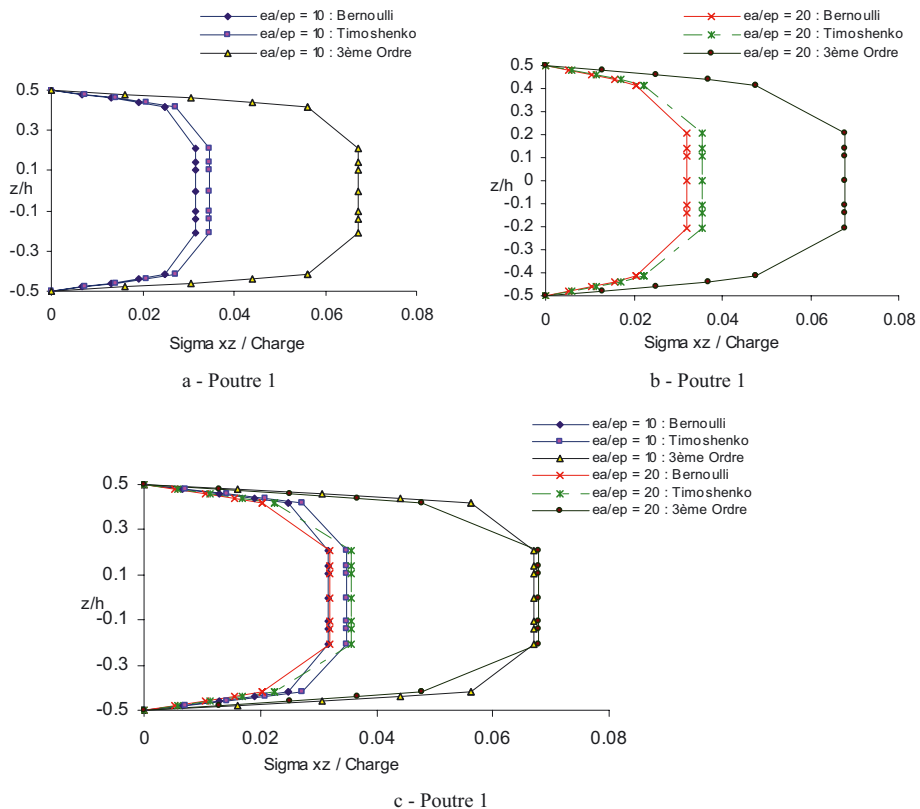 ea/ep = 10 : Bernoulli
ea/ep = 10 : Timoshenko
ea/ep = 10 : 3ème Ordre
0.5
0.3
0.1
z/h
-0.1
-0.3
-0.5
0 0.02 0.04 0.06 0.08
Sigma xz / Charge
a - Poutre 1
ea/ep = 20 : Bernoulli
ea/ep = 20 : Timoshenko
ea/ep = 20 : 3ème Ordre
0.5
0.4
0.3
0.2
0.1
z/h 0
-0.1
-0.2
-0.3
-0.4
-0.5
0 0.02 0.04 0.06 0.08
Sigma xz / Charge
b - Poutre 1
ea/ep = 10 : Bernoulli
ea/ep = 10 : Timoshenko
ea/ep = 10 : 3ème Ordre
ea/ep = 20 : Bernoulli
ea/ep = 20 : Timoshenko
ea/ep = 20 : 3ème Ordre
0.5
0.3
0.1
z/h
-0.1
-0.3
-0.5
0 0.02 0.04 0.06 0.08
Sigma xz / Charge
c - Poutre 1